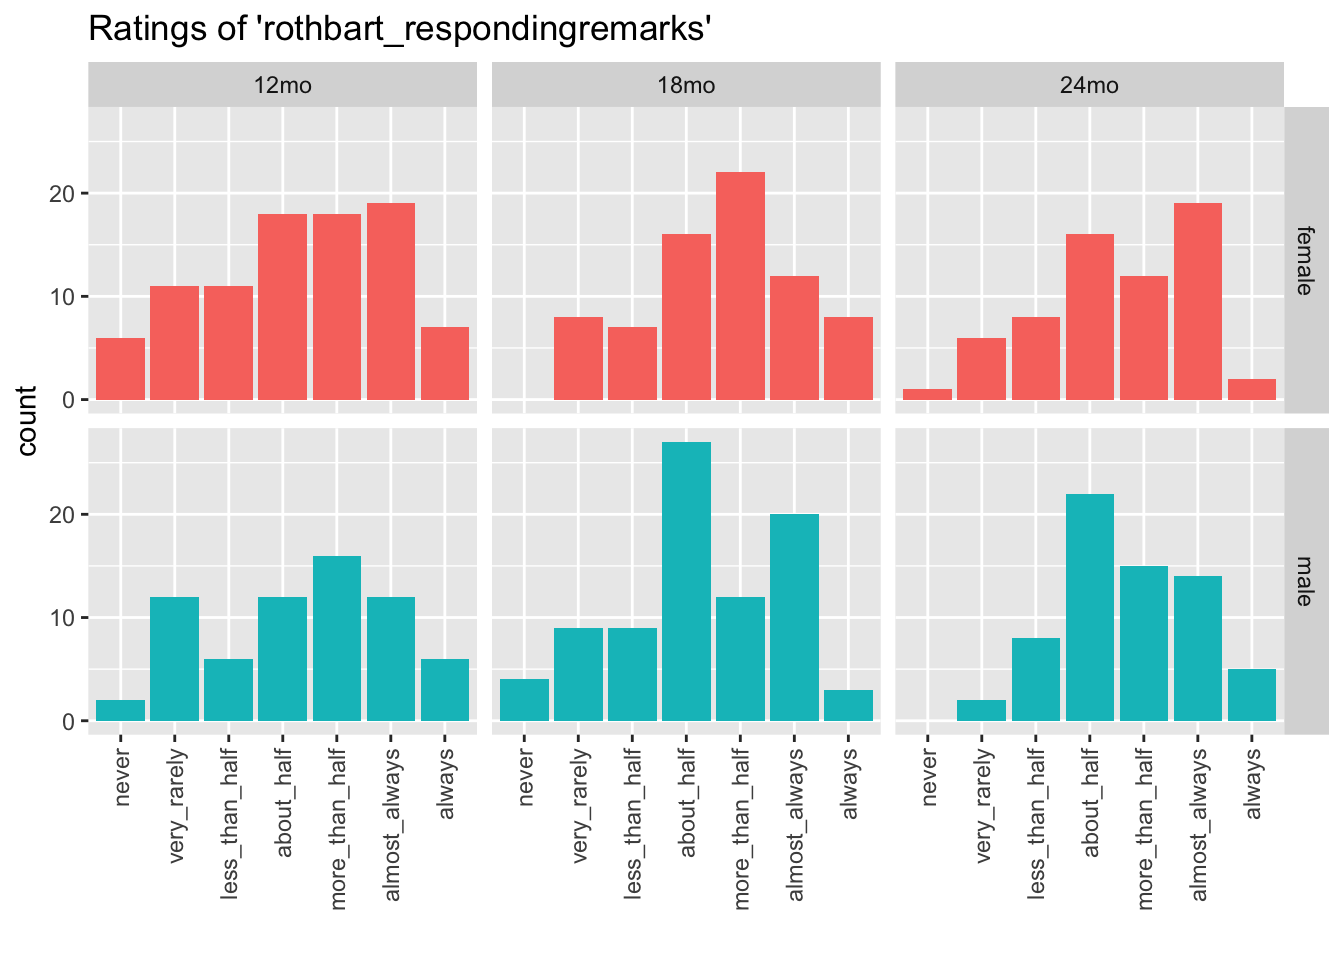 Ratings of 'rothbart_respondingremarks'
12mo
18mo
24mo
20
10
0
female
count
20
10
0
male
never
very_rarely
less_than_half
about_half
more_than_half
almost_always
always
never
very_rarely
less_than_half
about_half
more_than_half
almost_always
always
never
very_rarely
less_than_half
about_half
more_than_half
almost_always
always